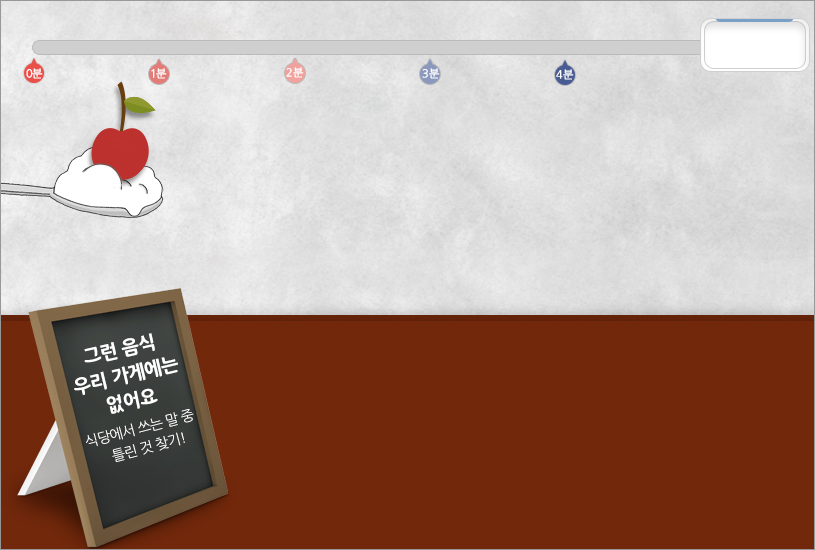 0분 1분 2분 3분 4분
그런 음식
우리 가게에는
없어요
식당에서 쓰는 말 중
틀린 것 찾기!